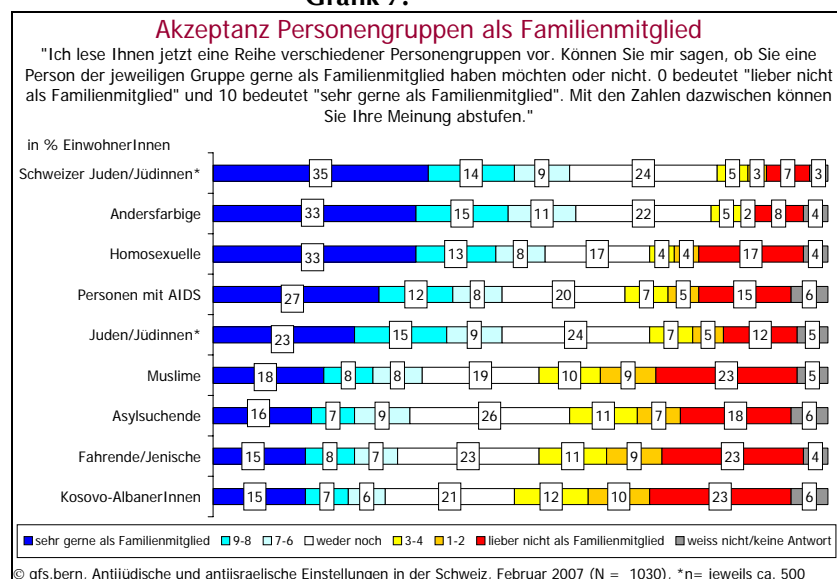 Grafik 7:
Akzeptanz Personengruppen als Familienmitglied
"Ich lese Ihnen jetzt eine Reihe verschiedener Personengruppen vor. Können Sie mir sagen, ob Sie eine
Person der jeweiligen Gruppe gerne als Familienmitglied haben möchten oder nicht. 0 bedeutet "lieber nicht
als Familienmitglied" und 10 bedeutet "sehr gerne als Familienmitglied". Mit den Zahlen dazwischen können
Sie Ihre Meinung abstufen."
in % EinwohnerInnen
Schweizer Juden/Jüdinnen* 35 14 9 24 5 3 7 3
Andersfarbige 33 15 11 22 5 2 8 4
Homosexuelle 33 13 8 17 4 4 17 4
Personen mit AIDS 27 12 8 20 7 5 15 6
Juden/Jüdinnen* 23 15 9 24 7 5 12 5
Muslime 18 8 8 19 10 9 23 5
Asylsuchende 16 7 9 26 11 7 18 6
Fahrende/Jenische 15 8 7 23 11 9 23 4
Kosovo-AlbanerInnen 15 7 6 21 12 10 23 6
sehr gerne als Familienmitglied 9-8 7-6 weder noch 3-4 1-2 lieber nicht als Familienmitglied weiss nicht/keine Antwort
© gfs.bern, Antijüdische und antiisraelische Einstellungen in der Schweiz, Februar 2007 (N = 1030), *n= jeweils ca. 500